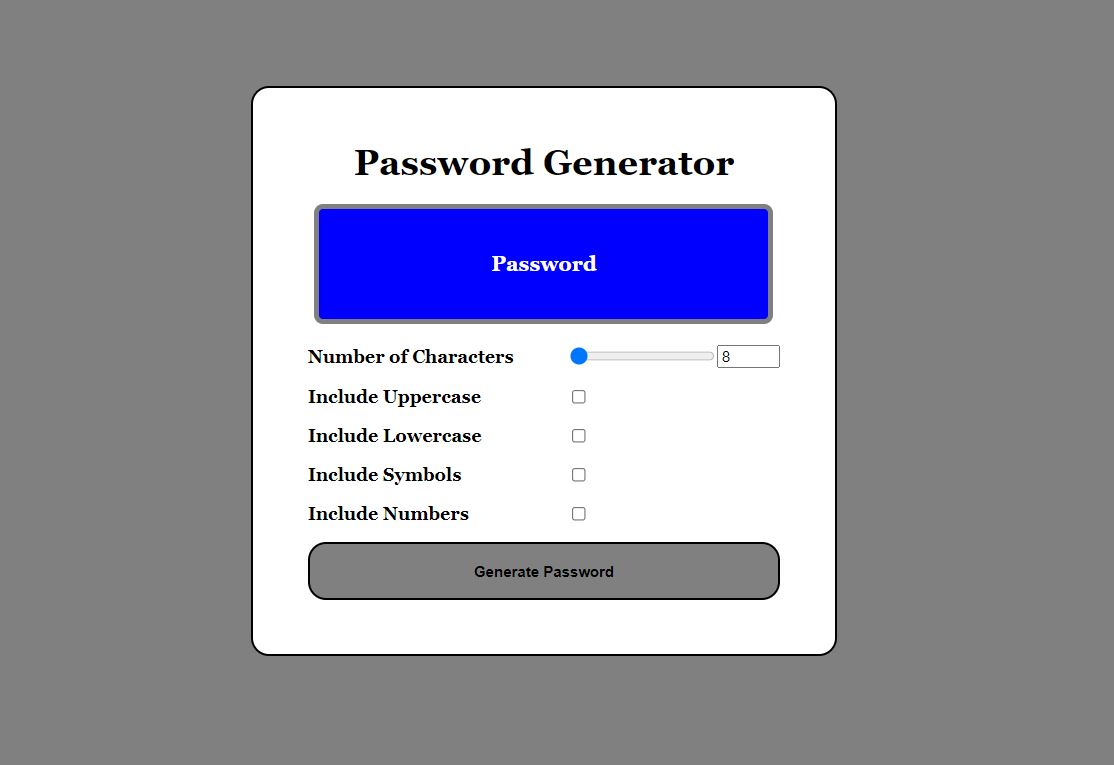 Password Generator
Password
Number of Characters 8
Include Uppercase
Include Lowercase
Include Symbols
Include Numbers
Generate Password